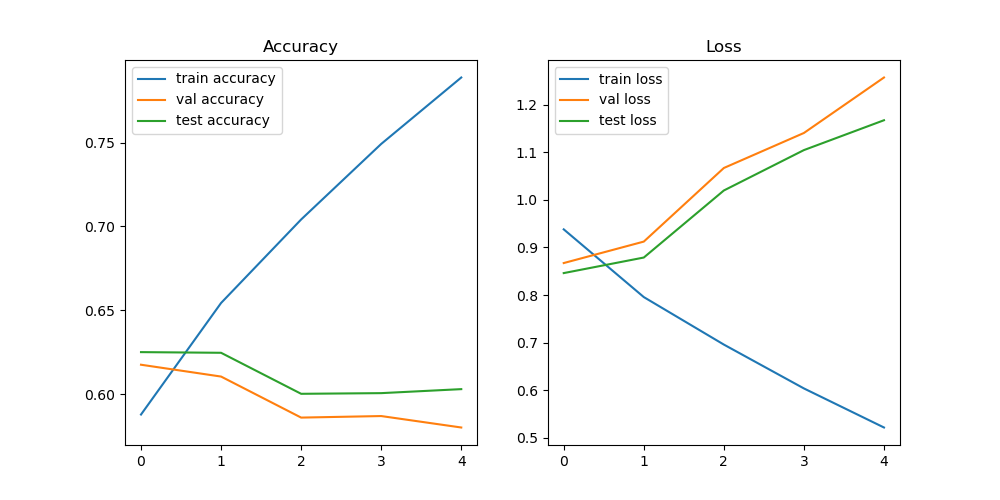 Accuracy
train accuracy
val accuracy
test accuracy
0.75
0.70
0.65
0.60
0 1 2 3 4
Loss
train loss
val loss
test loss
1.2
1.1
1.0
0.9
0.8
0.7
0.6
0.5
0 1 2 3 4